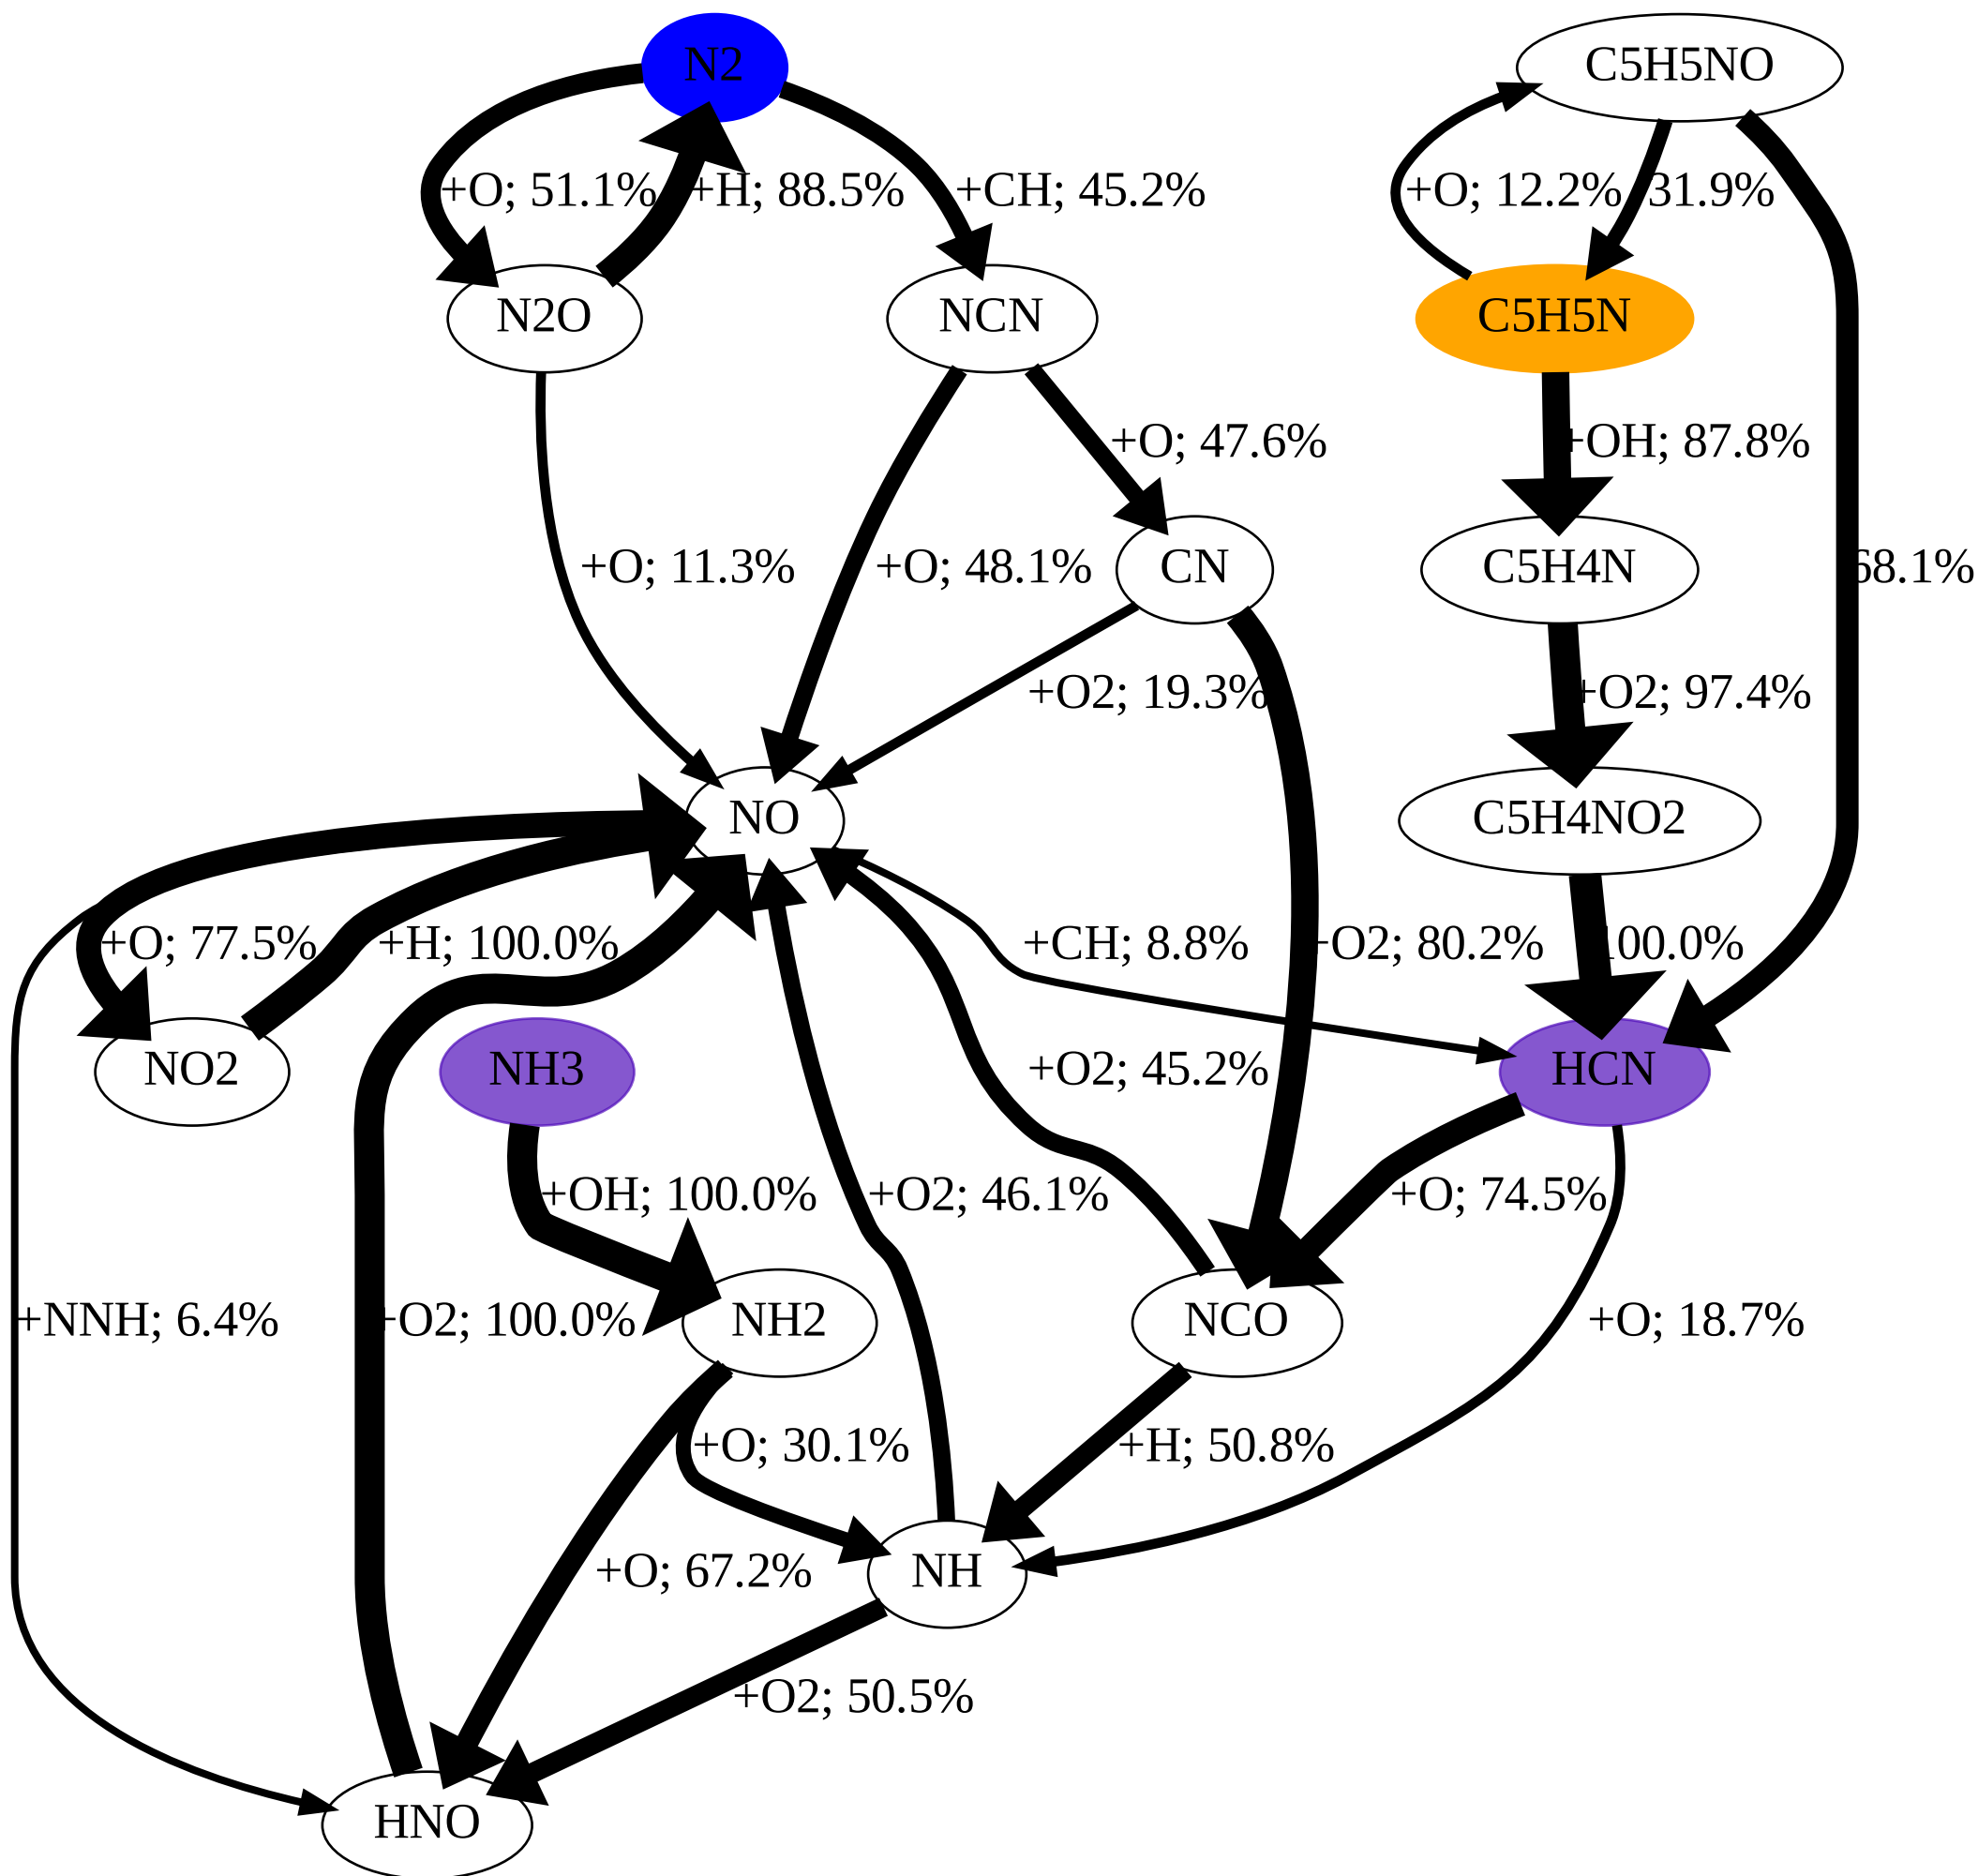 N2
C5H5NO
+O; 51.1%
+H; 88.5%
+CH; 45.2%
+O; 12.2%
31.9%
N2O
NCN
C5H5N
+O; 47.6%
+OH; 87.8%
+O; 11.3%
+O; 48.1%
CN
C5H4N
68.1%
+O2; 19.3%
+O2; 97.4%
NO
C5H4NO2
+O; 77.5%
+H; 100.0%
+CH; 8.8%
+O2; 80.2%
100.0%
NO2
NH3
+O2; 45.2%
HCN
+OH; 100.0%
+O2; 46.1%
+O; 74.5%
+NNH; 6.4%
+O2; 100.0%
NH2
NCO
+O; 18.7%
+O; 30.1%
+H; 50.8%
+O; 67.2%
NH
+O2; 50.5%
HNO